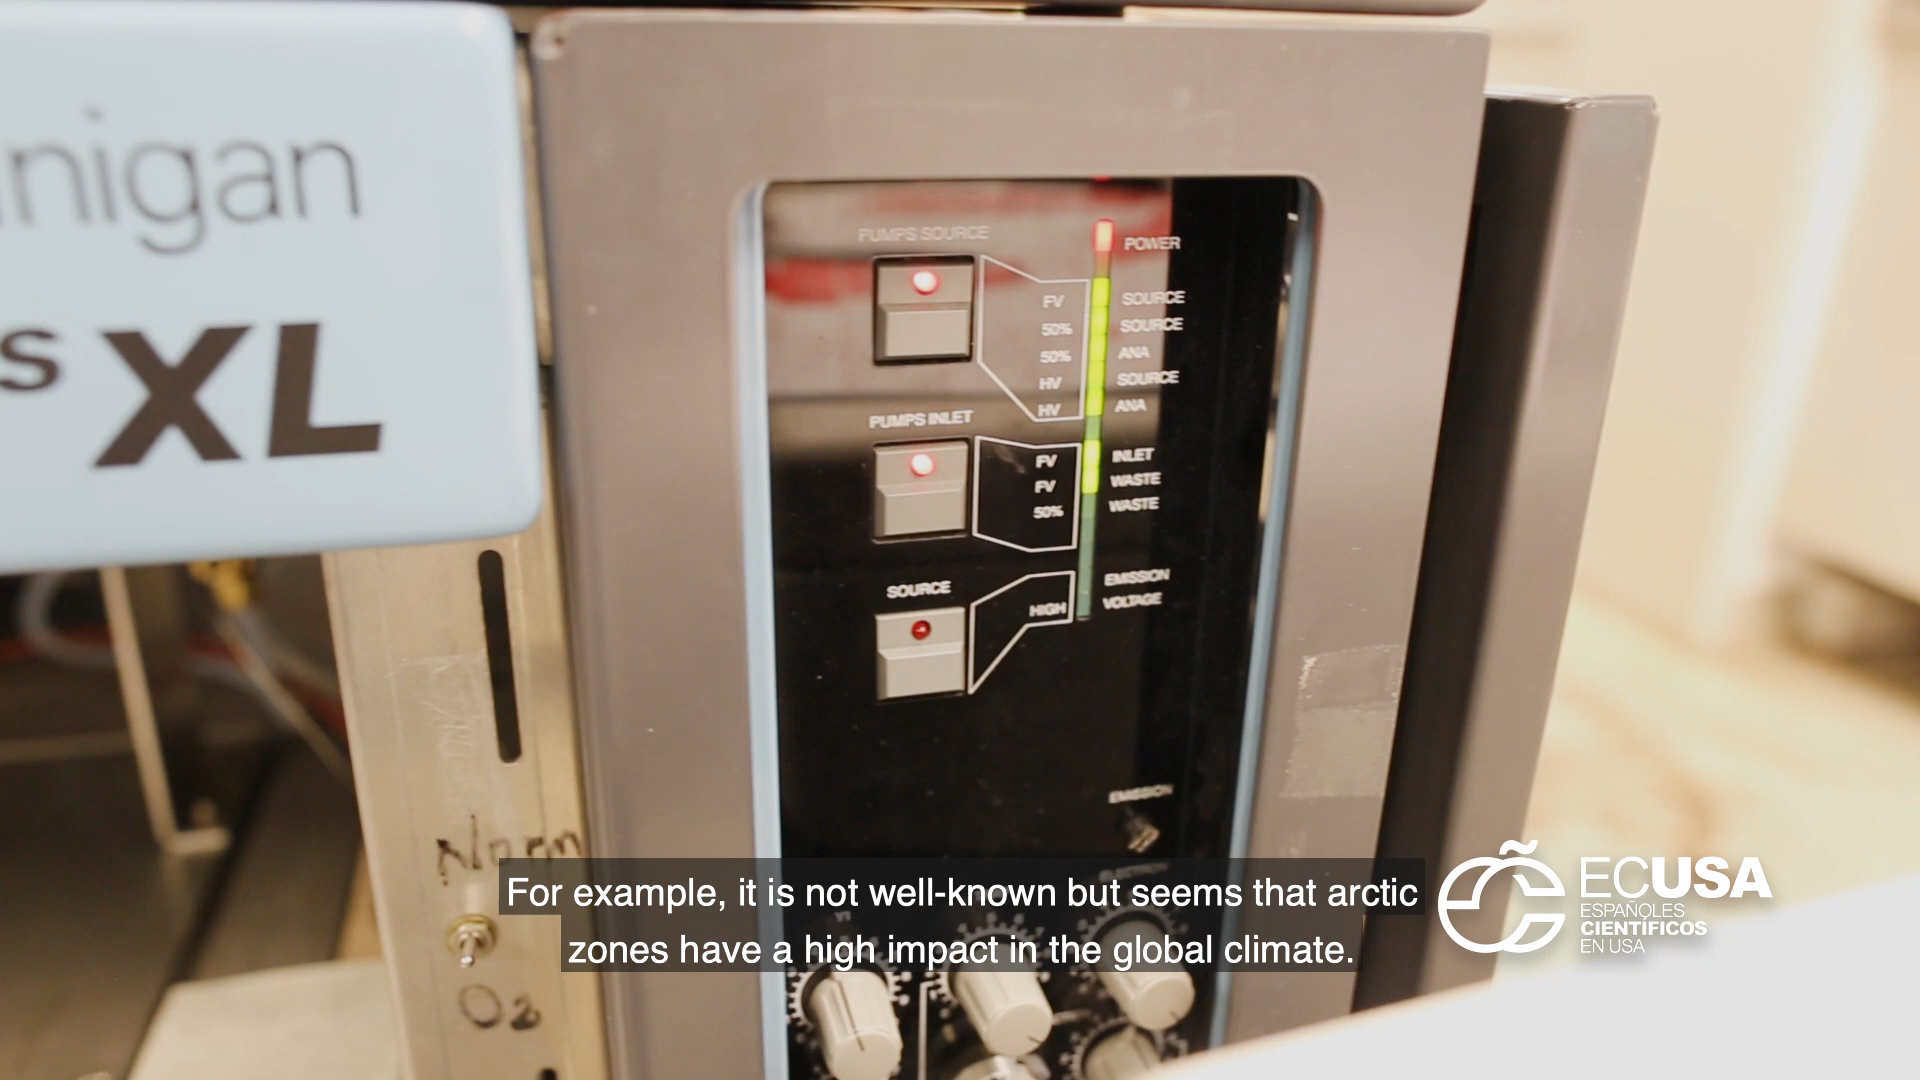 nigan
s XL
PUMPS SOURCE
POWER
FV SOURCE
50% SOURCE
50% ANA
HV SOURCE
HV ANA
PUMPS INLET
FV INLET
FV WASTE
50% WASTE
SOURCE
EMISSION
HIGH VOLTAGE
EMISSION
Norm
O2
For example, it is not well-known but seems that arctic
zones have a high impact in the global climate.
ECUSA
ESPAÑOLES
CIENTÍFICOS
EN USA